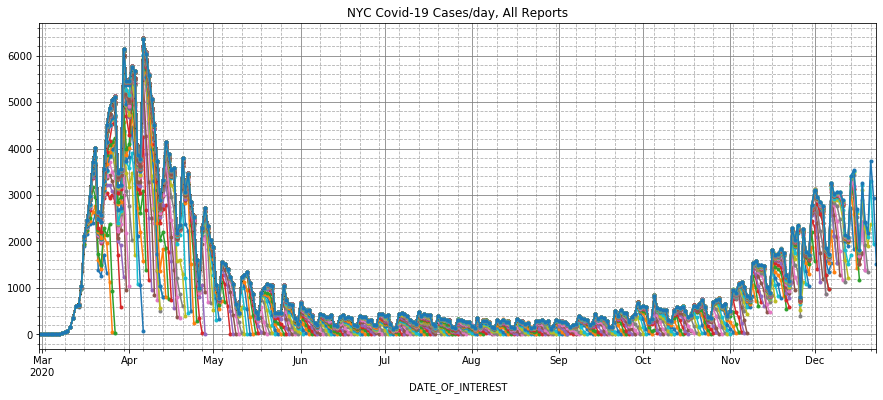 NYC Covid-19 Cases/day, All Reports
6000
5000
4000
3000
2000
1000
0
Mar Apr May Jun Jul Aug Sep Oct Nov Dec
2020
DATE_OF_INTEREST